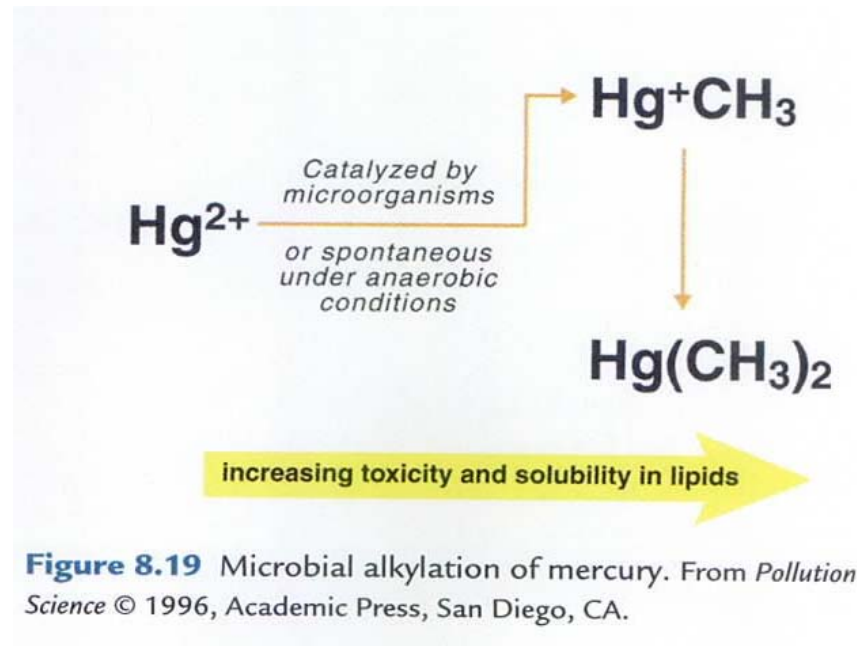 Hg⁺CH₃
Catalyzed by
microorganisms
Hg²⁺
or spontaneous
under anaerobic
conditions
Hg(CH₃)₂
increasing toxicity and solubility in lipids
Figure 8.19 Microbial alkylation of mercury. From Pollution
Science © 1996, Academic Press, San Diego, CA.